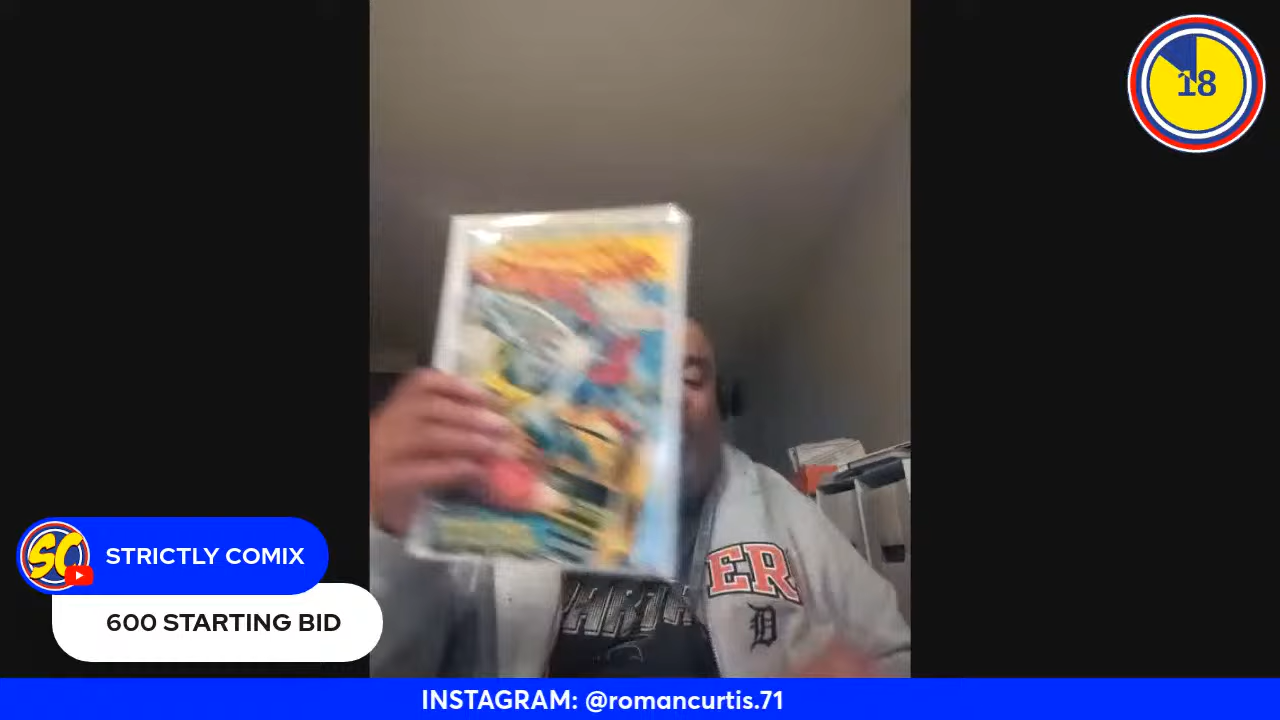 18
SC
STRICTLY COMIX
600 STARTING BID
ER
D
INSTAGRAM: @romancurtis.71